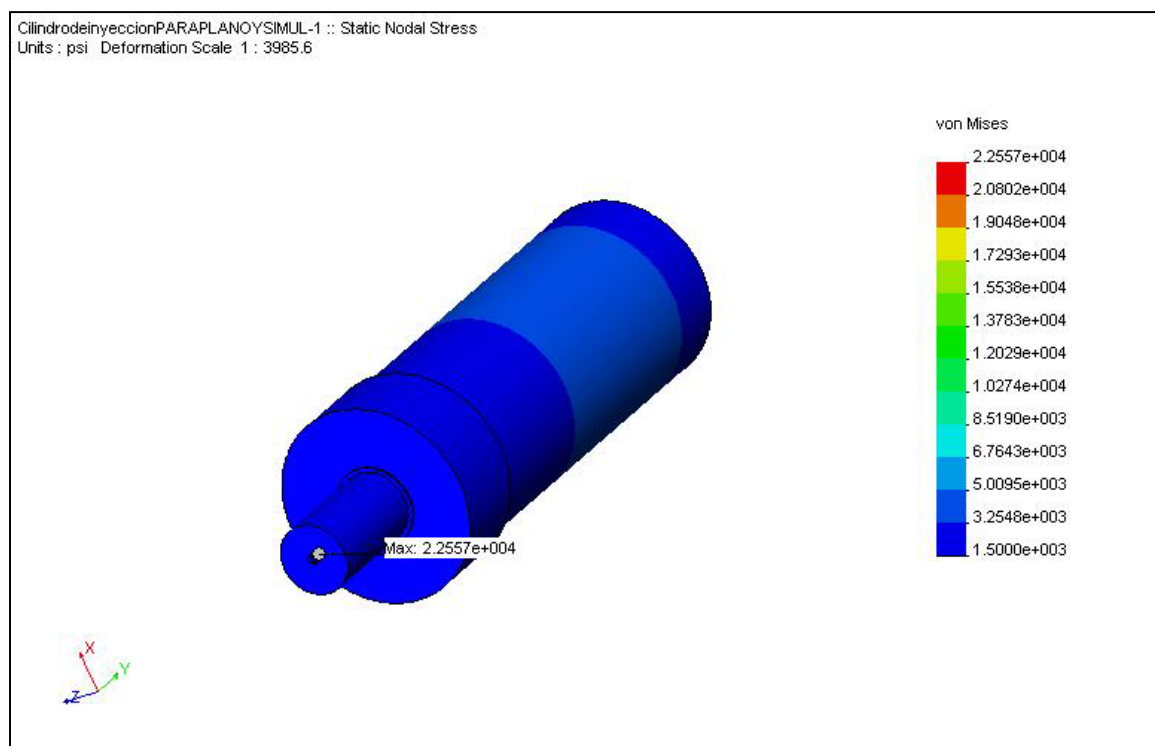 CilindrodeinyeccionPARAPLANOYSIMUL-1 :: Static Nodal Stress
Units : psi Deformation Scale 1 : 3985.6
von Mises
2.2557e+004
2.0802e+004
1.9048e+004
1.7293e+004
1.5538e+004
1.3783e+004
1.2029e+004
1.0274e+004
8.5190e+003
6.7643e+003
5.0095e+003
3.2548e+003
1.5000e+003
Max: 2.2557e+004
X
Y
Z